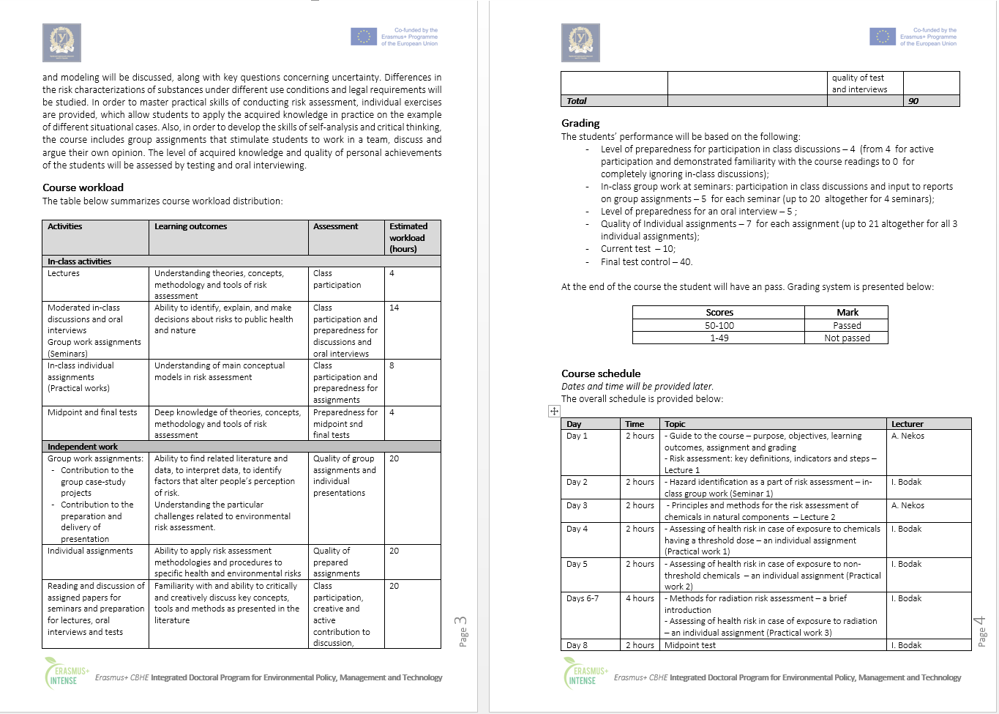 Co-funded by the
Erasmus+ Programme
of the European Union
and modeling will be discussed, along with key questions concerning uncertainty. Differences in
the risk characterizations of substances under different use conditions and legal requirements will
be studied. In order to master practical skills of conducting risk assessment, individual exercises
are provided, which allow students to apply the acquired knowledge in practice on the example
of different situational cases. Also, in order to develop the skills of self-analysis and critical thinking,
the course includes group assignments that stimulate students to work in a team, discuss and
argue their own opinion. The level of acquired knowledge and quality of personal achievements
of the students will be assessed by testing and oral interviewing.
Course workload
The table below summarizes course workload distribution:
Activities
Learning outcomes
Assessment
Estimated
workload
(hours)
In-class activities
Lectures
Understanding theories, concepts,
methodology and tools of risk
assessment
Class
participation
4
Moderated in-class
discussions and oral
interviews
Group work assignments
(Seminars)
Ability to identify, explain, and make
decisions about risks to public health
and nature
Class
participation and
preparedness for
discussions and
oral interviews
14
In-class individual
assignments
(Practical works)
Understanding of main conceptual
models in risk assessment
Class
participation and
preparedness for
assignments
8
Midpoint and final tests
Deep knowledge of theories, concepts,
methodology and tools of risk
assessment
Preparedness for
midpoint snd
final tests
4
Independent work
Group work assignments:
- Contribution to the
group case-study
projects
- Contribution to the
preparation and
delivery of
presentation
Ability to find related literature and
data, to interpret data, to identify
factors that alter people's perception
of risk.
Understanding the particular
challenges related to environmental
risk assessment.
Quality of group
assignments and
individual
presentations
20
Individual assignments
Ability to apply risk assessment
methodologies and procedures to
specific health and environmental risks
Quality of
prepared
assignments
20
Reading and discussion of
assigned papers for
seminars and preparation
for lectures, oral
interviews and tests
Familiarity with and ability to critically
and creatively discuss key concepts,
tools and methods as presented in the
literature
Class
participation,
creative and
active
contribution to
discussion,
20
Page 3
ERASMUS+
INTENSE
Erasmus+ CBHE Integrated Doctoral Program for Environmental Policy, Management and Technology
Co-funded by the
Erasmus+ Programme
of the European Union
quality of test
and interviews
Total
90
Grading
The students' performance will be based on the following:
- Level of preparedness for participation in class discussions – 4 (from 4 for active
participation and demonstrated familiarity with the course readings to 0 for
completely ignoring in-class discussions);
- In-class group work at seminars: participation in class discussions and input to reports
on group assignments – 5 for each seminar (up to 20 altogether for 4 seminars);
- Level of preparedness for an oral interview – 5 ;
- Quality of Individual assignments – 7 for each assignment (up to 21 altogether for all 3
individual assignments);
- Current test – 10;
- Final test control – 40.
At the end of the course the student will have an pass. Grading system is presented below:
Scores
Mark
50-100
Passed
1-49
Not passed
Course schedule
Dates and time will be provided later.
The overall schedule is provided below:
Day
Time
Topic
Lecturer
Day 1
2 hours
- Guide to the course – purpose, objectives, learning
outcomes, assignment and grading
- Risk assessment: key definitions, indicators and steps –
Lecture 1
A. Nekos
Day 2
2 hours
- Hazard identification as a part of risk assessment – in-
class group work (Seminar 1)
I. Bodak
Day 3
2 hours
- Principles and methods for the risk assessment of
chemicals in natural components – Lecture 2
A. Nekos
Day 4
2 hours
- Assessing of health risk in case of exposure to chemicals
having a threshold dose – an individual assignment
(Practical work 1)
I. Bodak
Day 5
2 hours
- Assessing of health risk in case of exposure to non-
threshold chemicals – an individual assignment (Practical
work 2)
I. Bodak
Days 6-7
4 hours
- Methods for radiation risk assessment – a brief
introduction
- Assessing of health risk in case of exposure to radiation
– an individual assignment (Practical work 3)
I. Bodak
Day 8
2 hours
Midpoint test
I. Bodak
Page 4
ERASMUS+
INTENSE
Erasmus+ CBHE Integrated Doctoral Program for Environmental Policy, Management and Technology